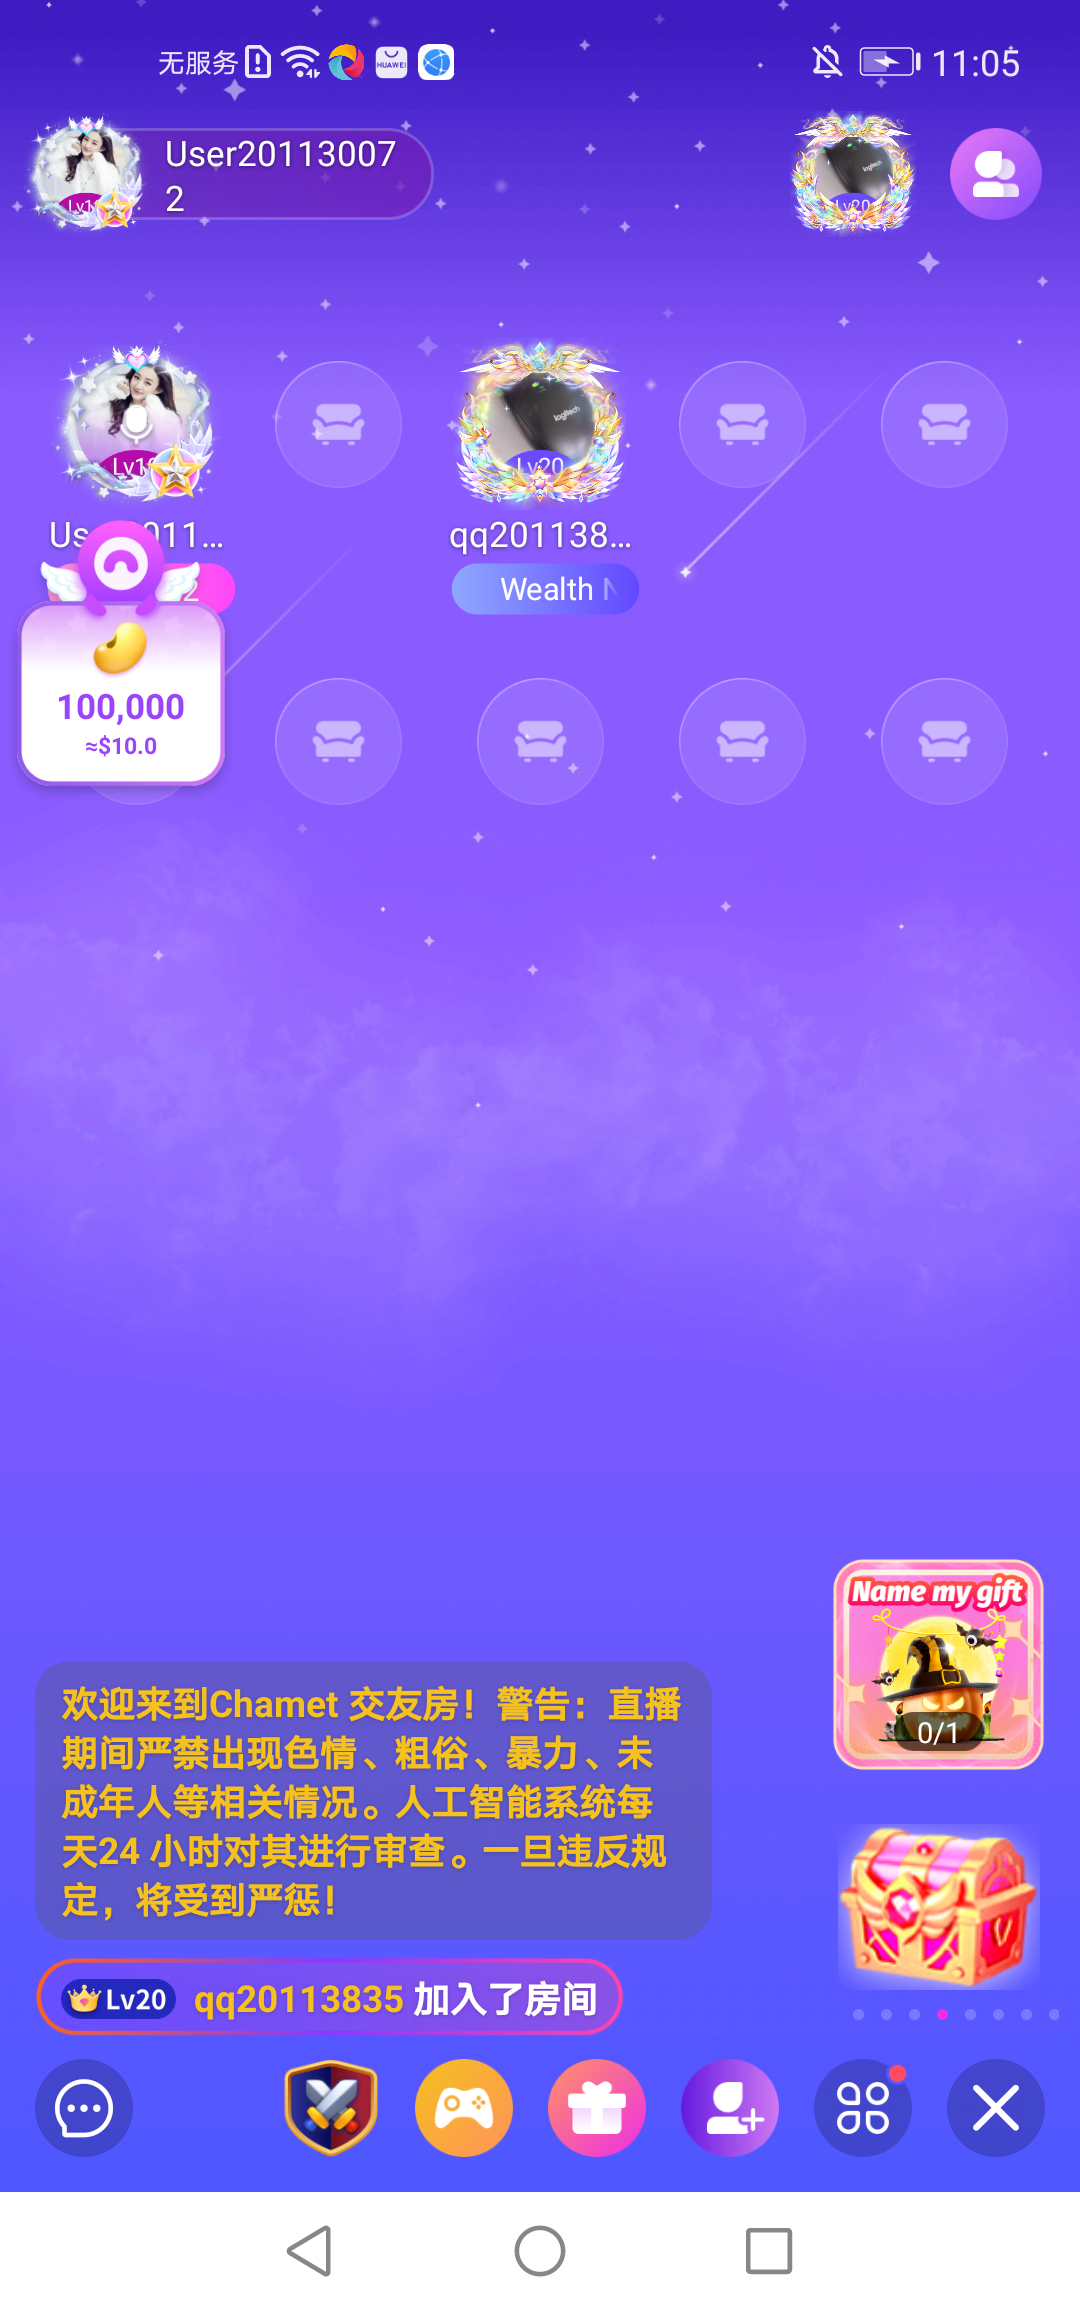 无服务
HUAWEI
11:05
User20113007
2
Lv1
Lv20
logitech
logitech
Lv1
Lv20
qq201138...
2
Wealth
100,000
≈$10.0
Name my gift
0/1
欢迎来到Chamet 交友房！警告：直播
期间严禁出现色情、粗俗、暴力、未
成年人等相关情况。人工智能系统每
天24 小时对其进行审查。一旦违反规
定，将受到严惩！
Lv20 qq20113835 加入了房间